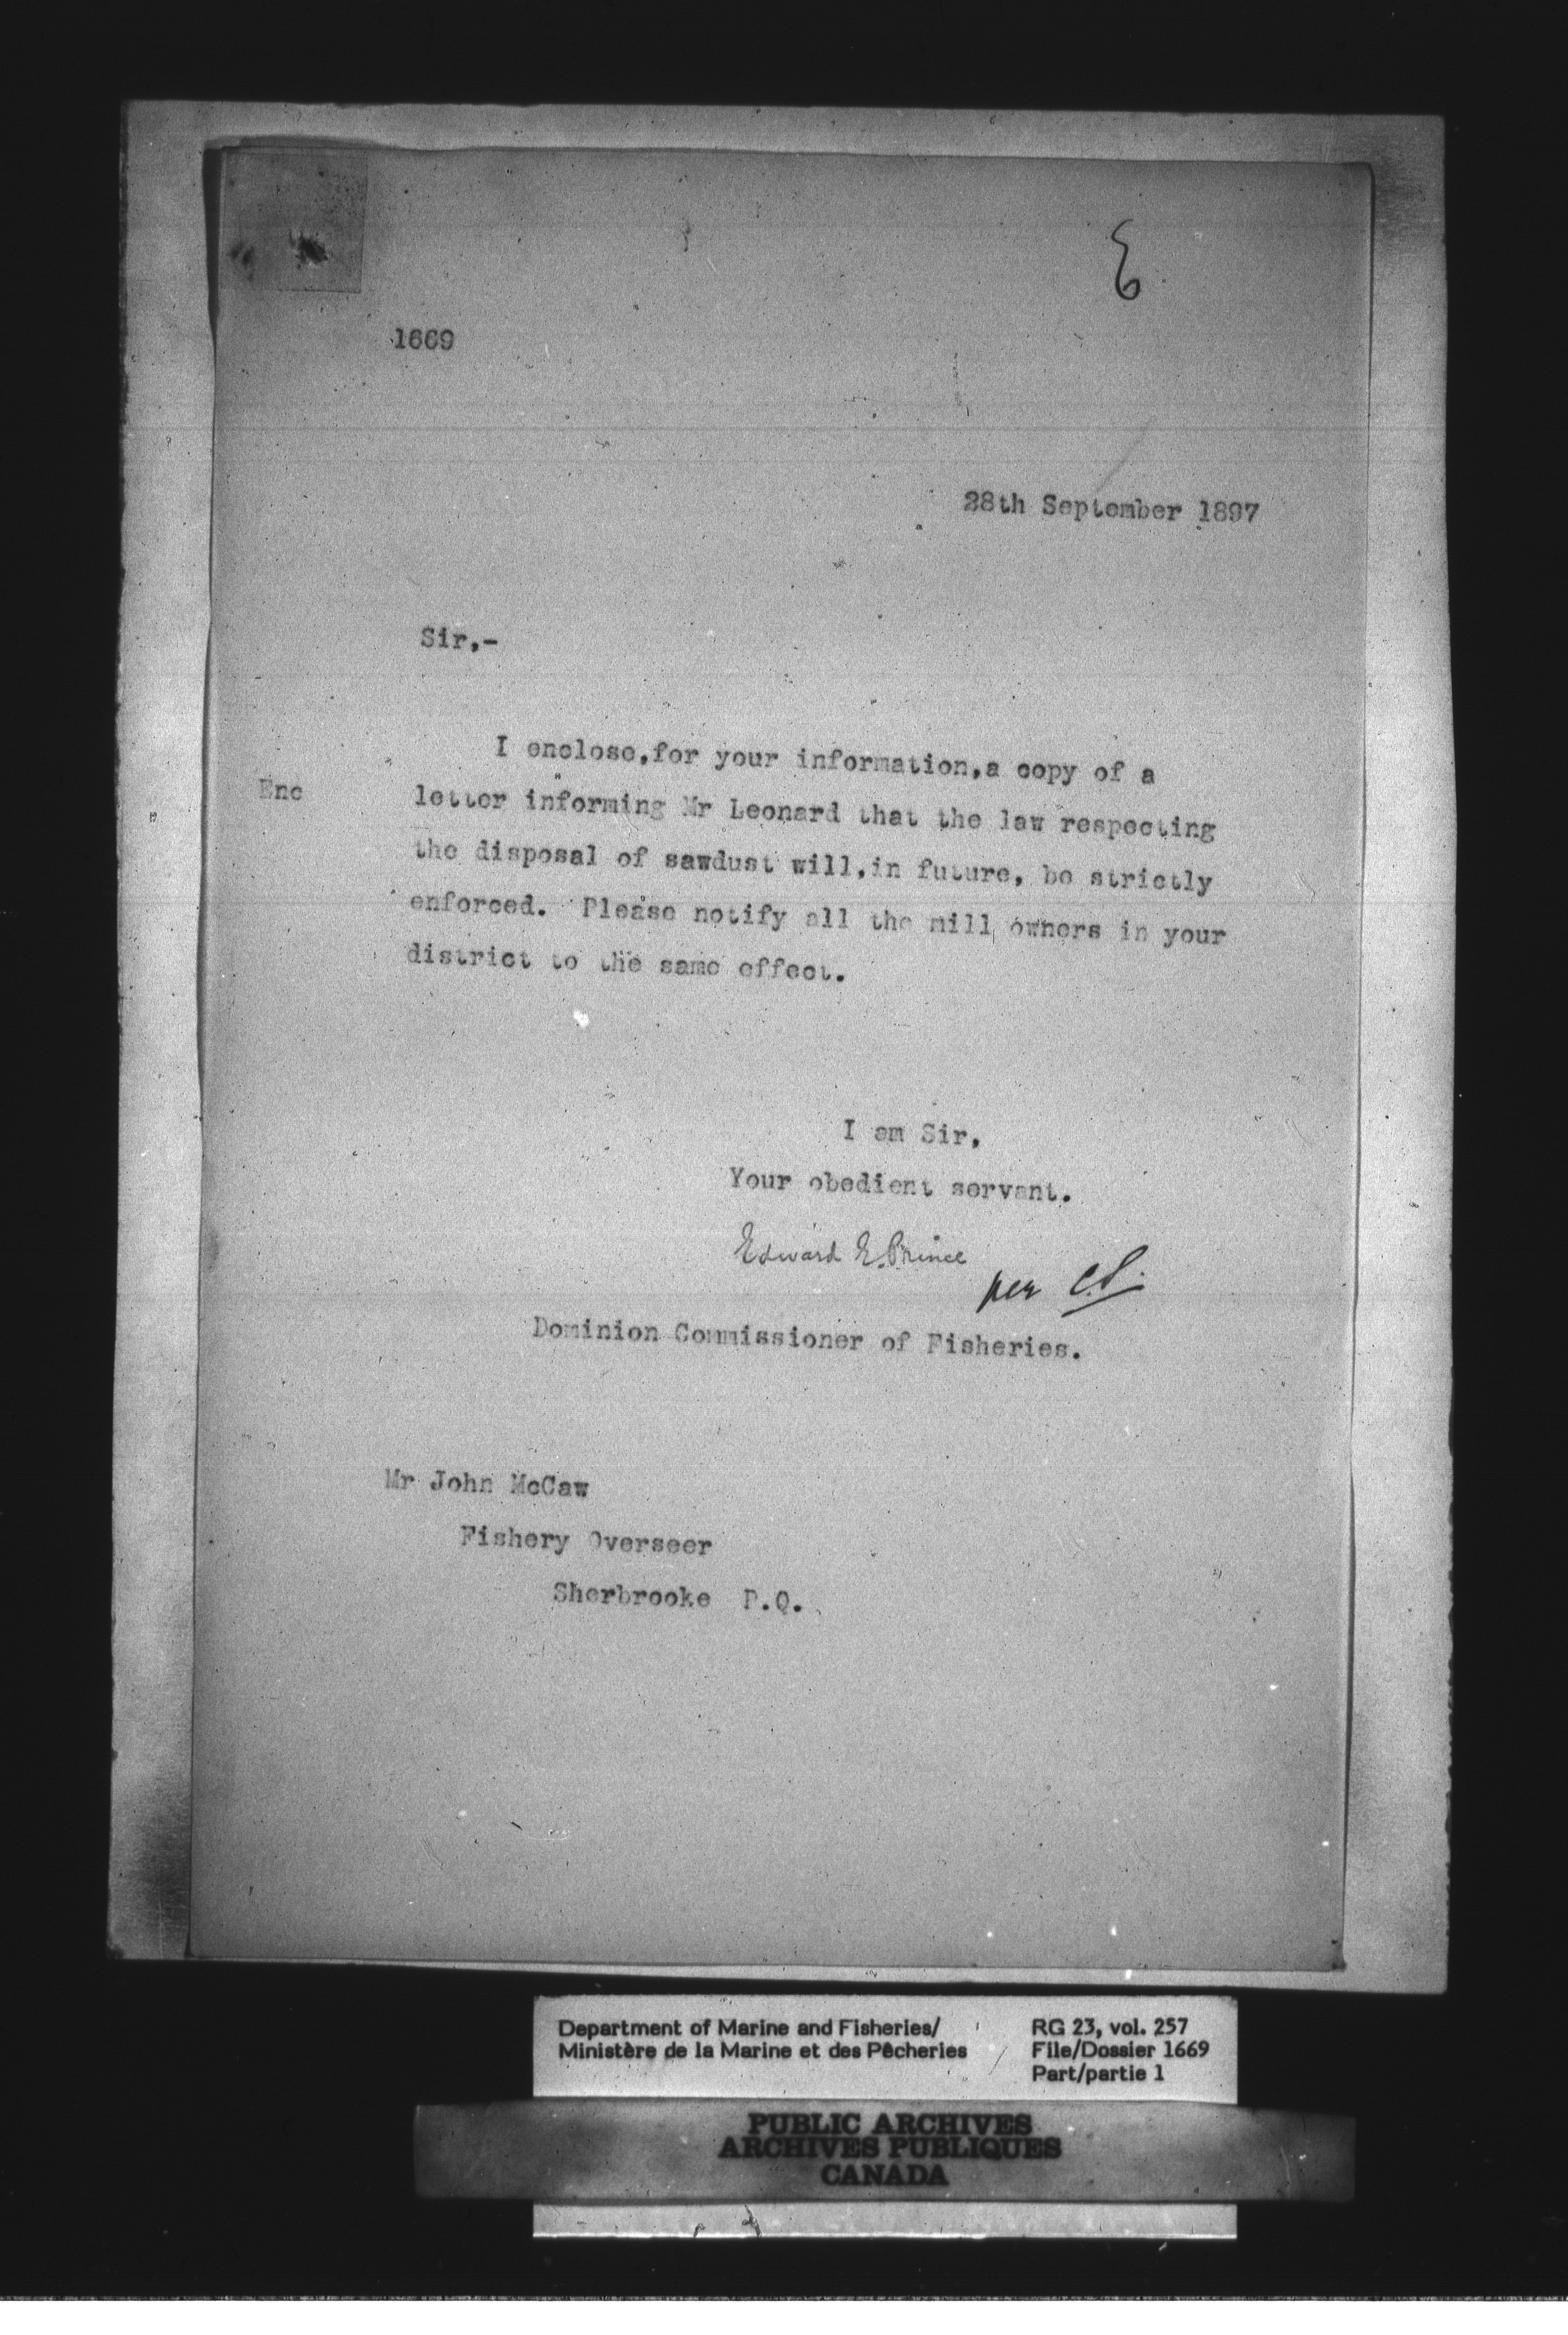 E
1669
28th September 1897
Sir,-
I enclose,for your information,a copy of a
Enc letter informing Mr Leonard that the law respecting
the disposal of sawdust will,in future, be strictly
enforced. Please notify all the mill owners in your
district to the same effect.
I am Sir,
Your obedient servant.
Edward E. Prince
per
Dominion Commissioner of Fisheries.
Mr John McCaw
Fishery Overseer
Sherbrooke P.Q.
Department of Marine and Fisheries/
Ministère de la Marine et des Pêcheries
RG 23, vol. 257
File/Dossier 1669
Part/partie 1
PUBLIC ARCHIVES
ARCHIVES PUBLIQUES
CANADA